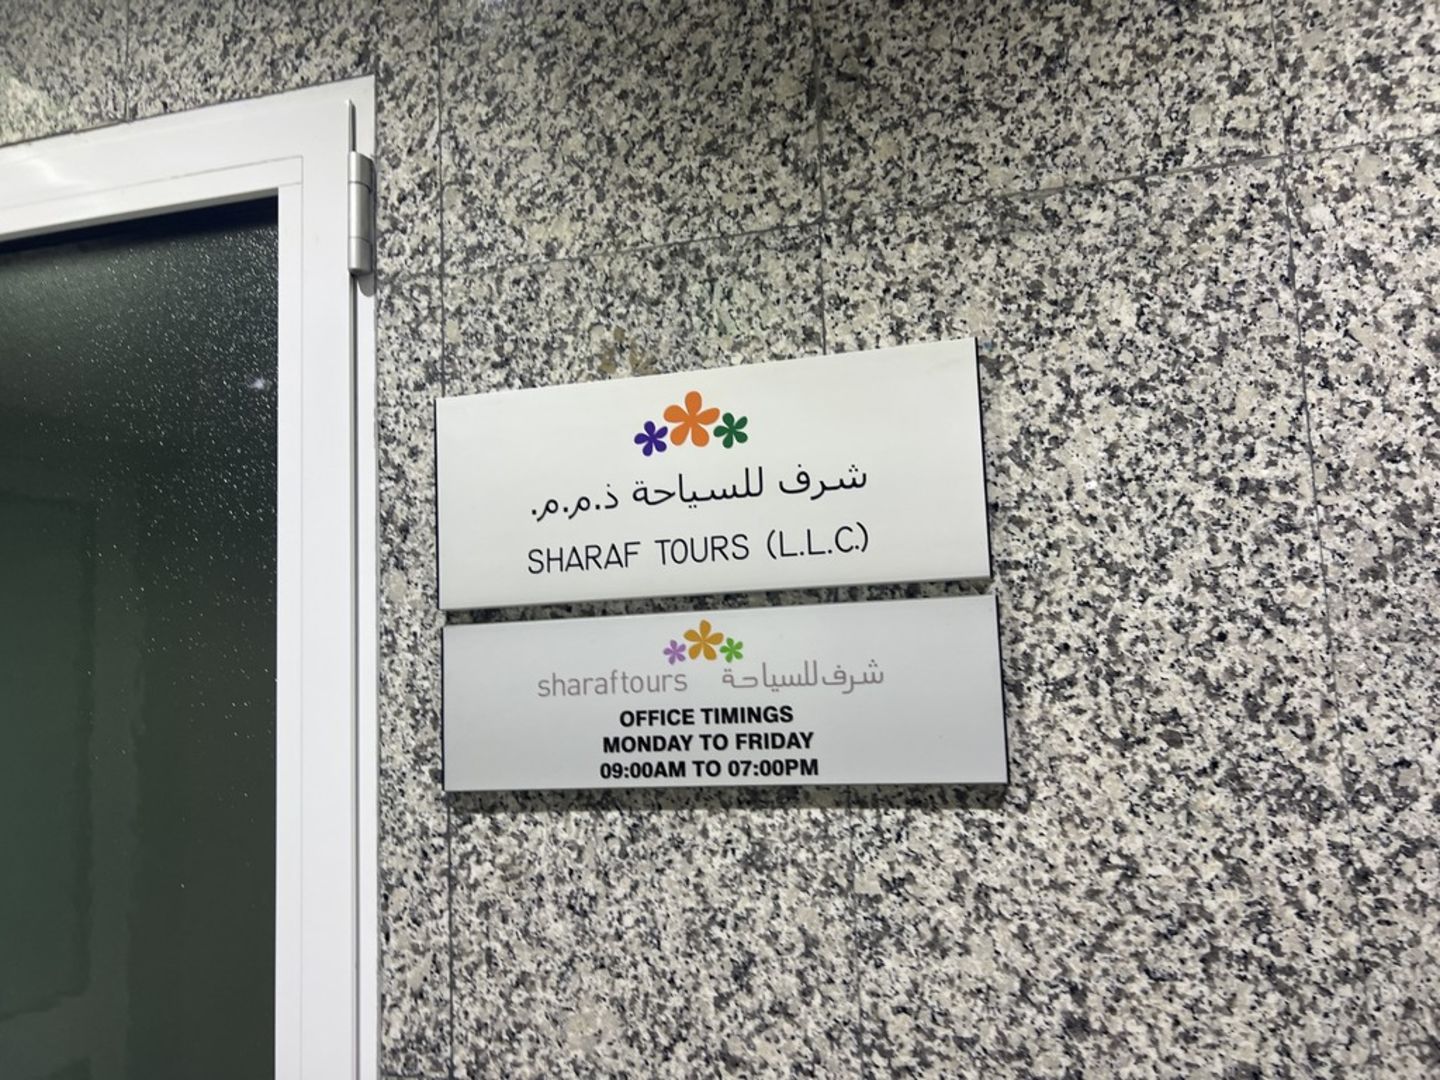 شرف للسياحة ذ.م.م.
SHARAF TOURS (L.L.C.)
sharaftours شرف للسياحة
OFFICE TIMINGS
MONDAY TO FRIDAY
09:00AM TO 07:00PM